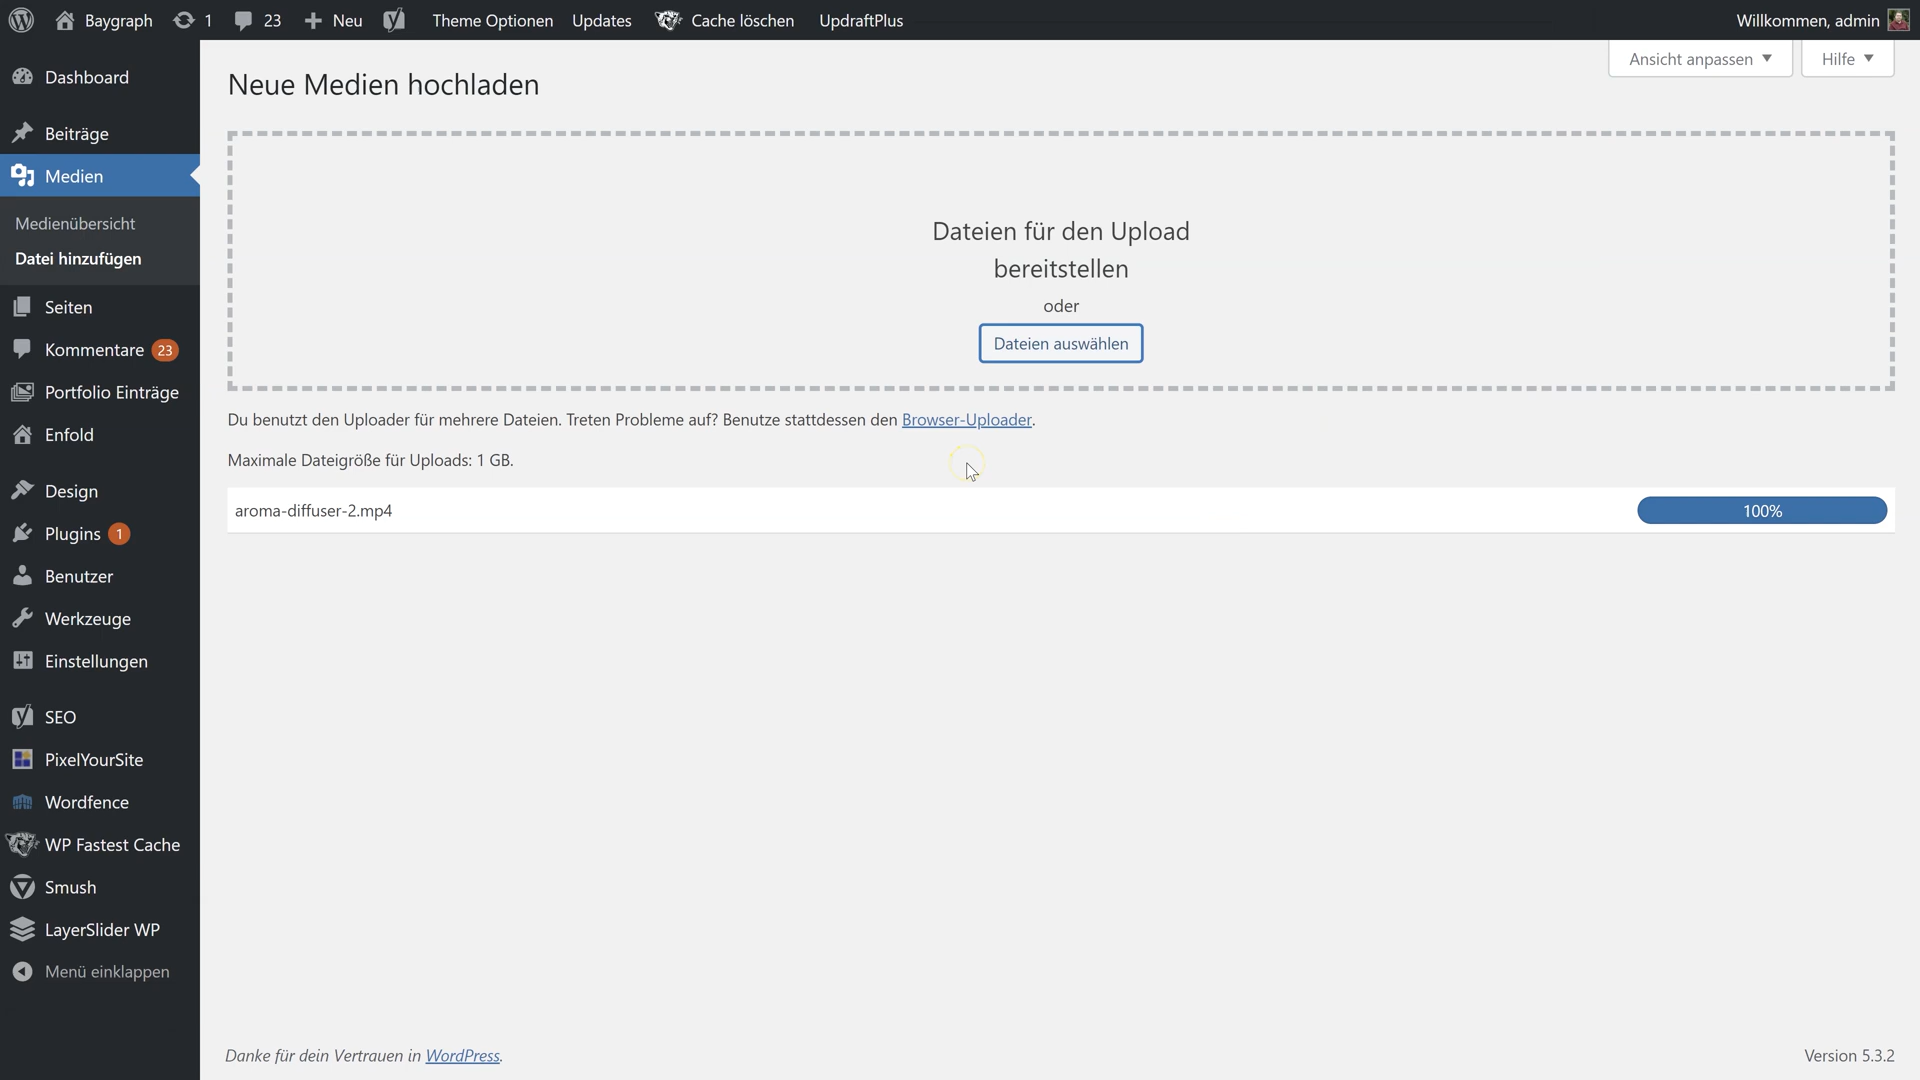 Baygraph 1 23 Neu Theme Optionen Updates Cache löschen UpdraftPlus Willkommen, admin
Ansicht anpassen Hilfe
Neue Medien hochladen
Dashboard
Beiträge
Medien
Medienübersicht
Datei hinzufügen
Seiten
Kommentare 23
Portfolio Einträge
Enfold
Design
Plugins 1
Benutzer
Werkzeuge
Einstellungen
SEO
PixelYourSite
Wordfence
WP Fastest Cache
Smush
LayerSlider WP
Menü einklappen
Dateien für den Upload
bereitstellen
oder
Dateien auswählen
Du benutzt den Uploader für mehrere Dateien. Treten Probleme auf? Benutze stattdessen den Browser-Uploader.
Maximale Dateigröße für Uploads: 1 GB.
aroma-diffuser-2.mp4 100%
Danke für dein Vertrauen in WordPress. Version 5.3.2